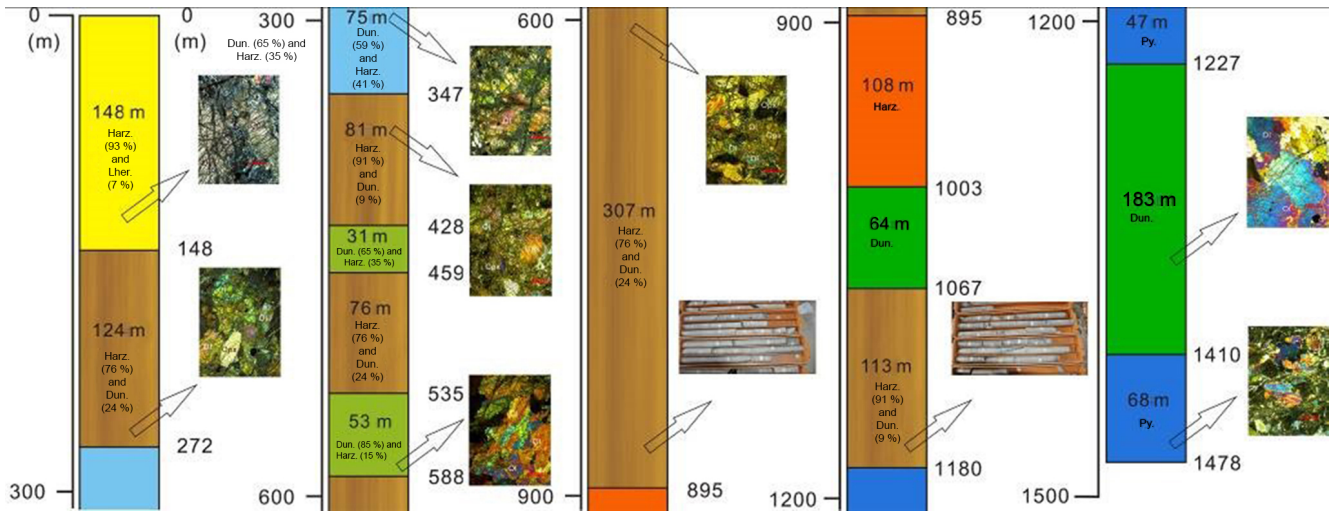 0
(m)
148 m
Harz.
(93 %)
and
Lher.
(7 %)
148
124 m
Harz.
(76 %)
and
Dun.
(24 %)
272
300
0
(m)
Dun. (65 %) and
Harz. (35 %)
300
75 m
Dun.
(59 %)
and
Harz.
(41 %)
347
81 m
Harz.
(91 %)
and
Dun.
(9 %)
428
31 m
Dun. (65 %) and
Harz. (35 %)
459
76 m
Harz.
(76 %)
and
Dun.
(24 %)
535
53 m
Dun. (85 %) and
Harz. (15 %)
588
600
600
307 m
Harz.
(76 %)
and
Dun.
(24 %)
895
900
900
895
108 m
Harz.
1003
64 m
Dun.
1067
113 m
Harz.
(91 %)
and
Dun.
(9 %)
1180
1200
1200
47 m
Py.
1227
183 m
Dun.
1410
68 m
Py.
1478
1500